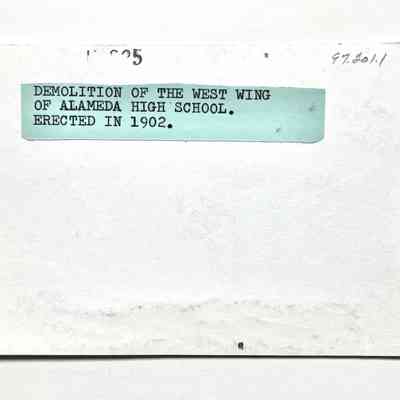 97.201.1
DEMOLITION OF THE WEST WING
OF ALAMEDA HIGH SCHOOL.
ERECTED IN 1902.